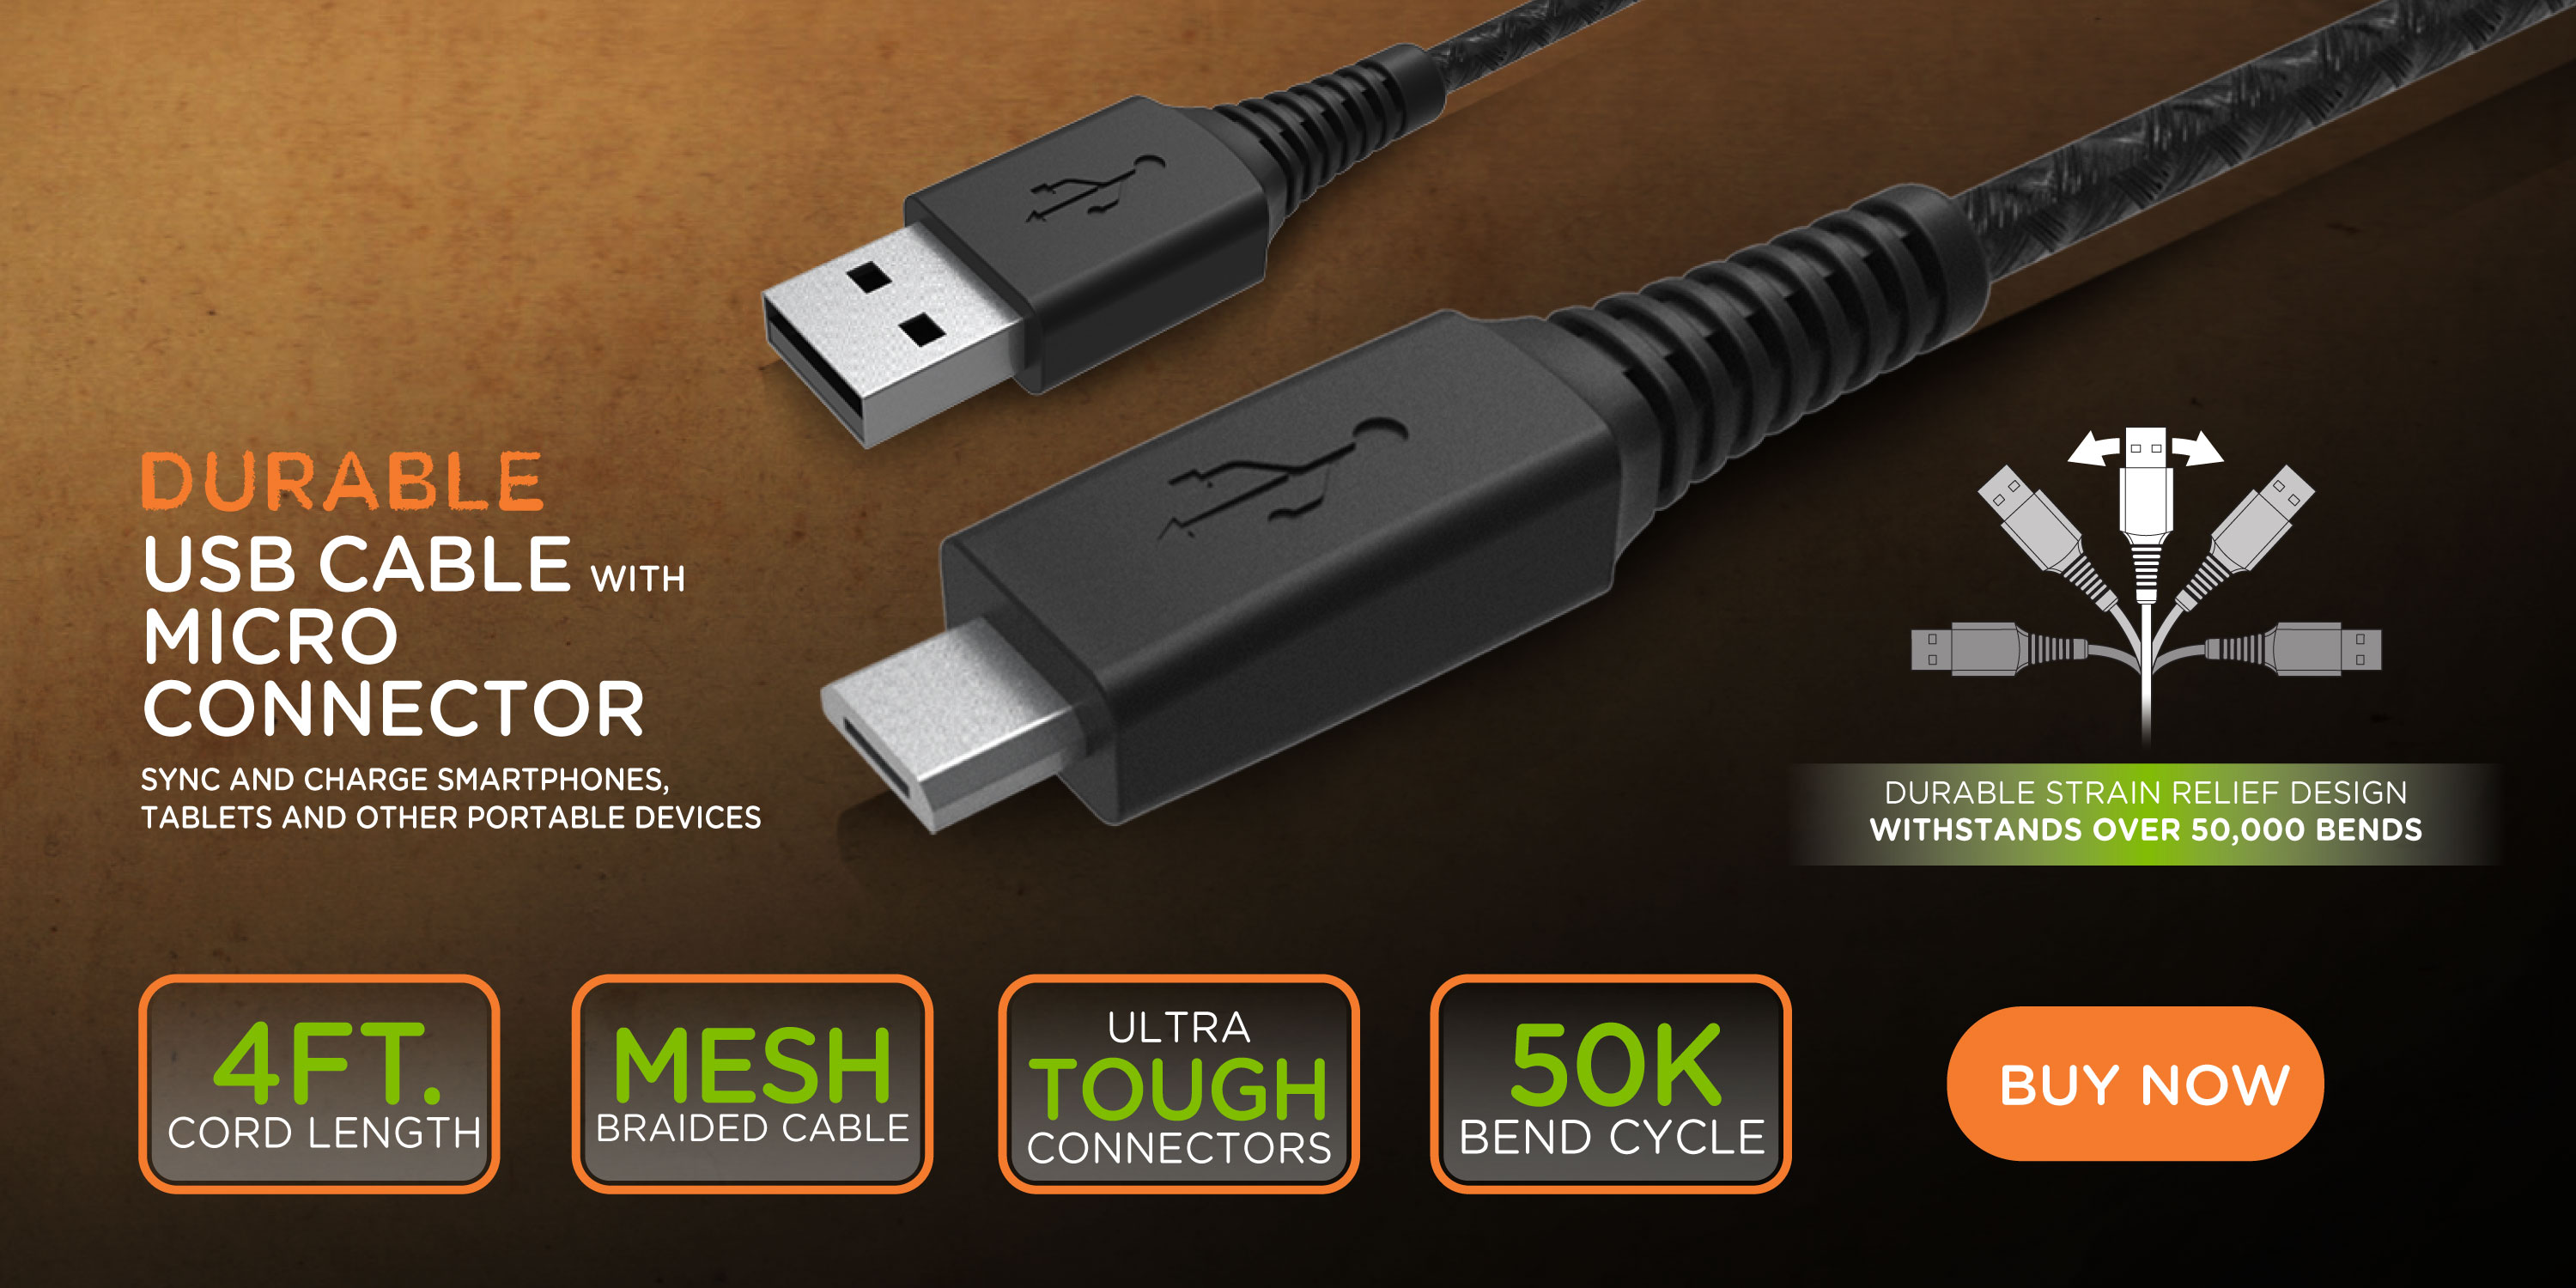 DURABLE
USB CABLE WITH
MICRO
CONNECTOR
SYNC AND CHARGE SMARTPHONES,
TABLETS AND OTHER PORTABLE DEVICES
DURABLE STRAIN RELIEF DESIGN
WITHSTANDS OVER 50,000 BENDS
4FT.
CORD LENGTH
MESH
BRAIDED CABLE
ULTRA
TOUGH
CONNECTORS
50K
BEND CYCLE
BUY NOW